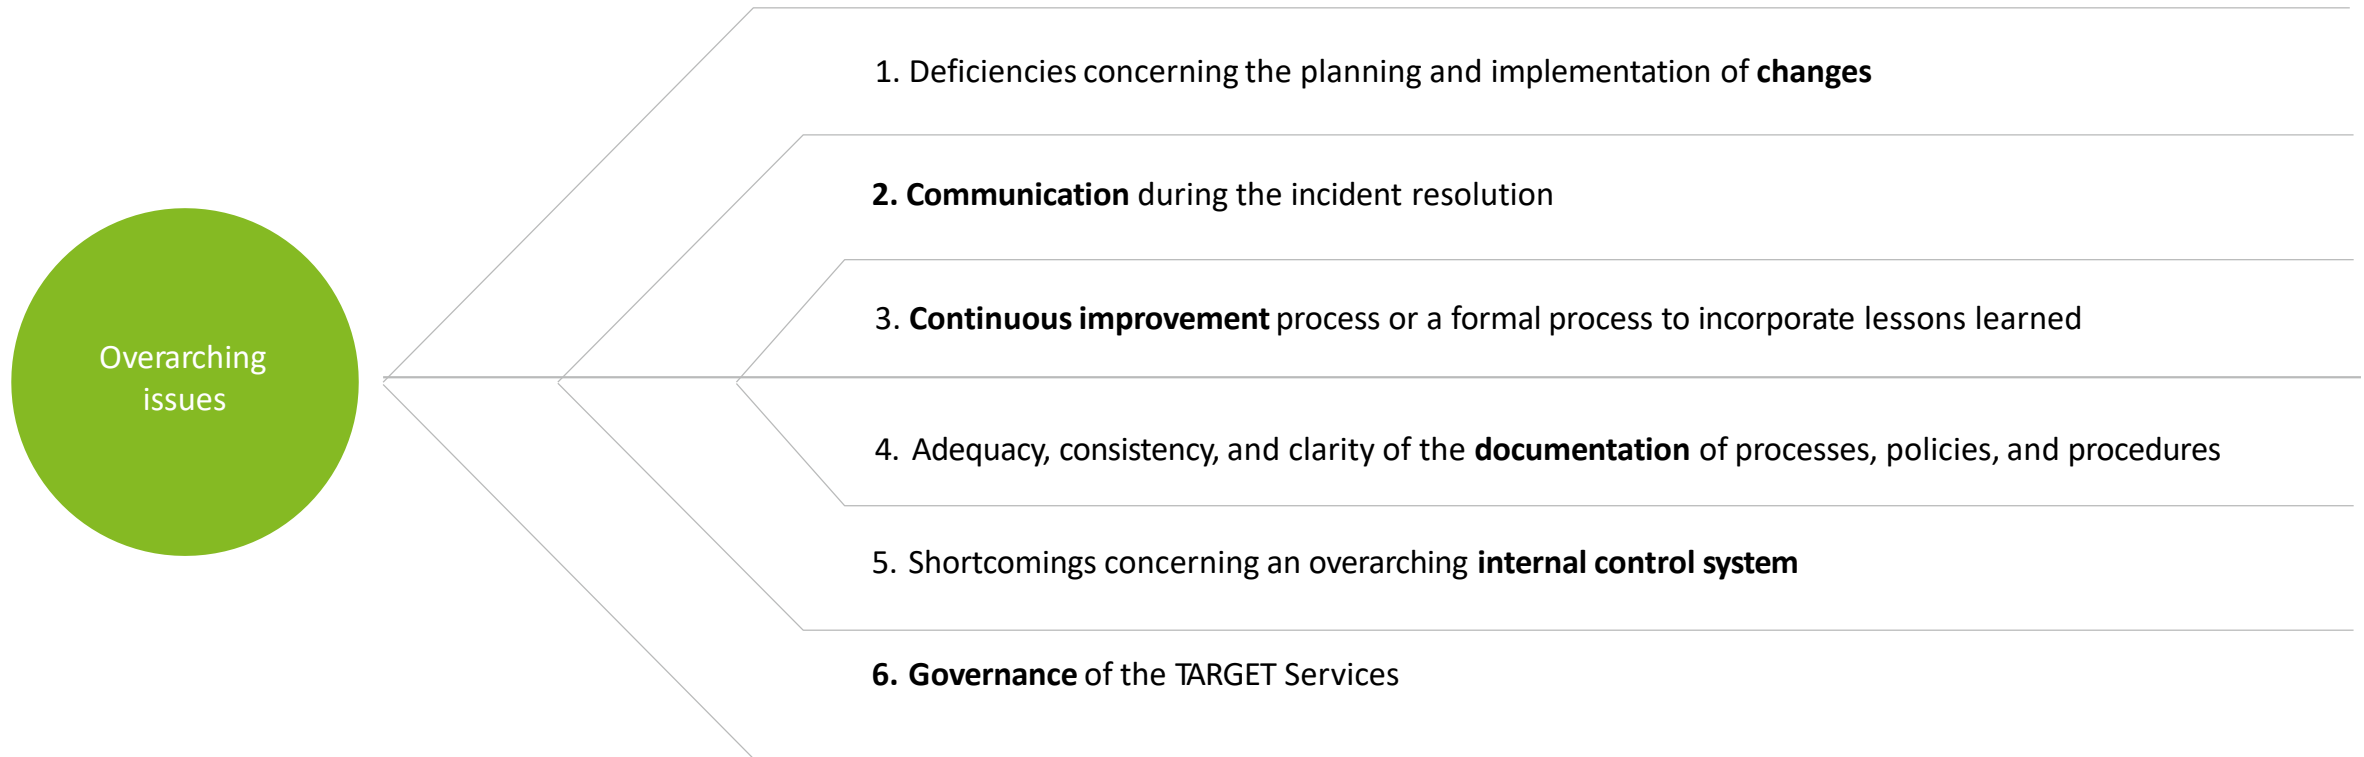 Overarching
issues
1. Deficiencies concerning the planning and implementation of changes
2. Communication during the incident resolution
3. Continuous improvement process or a formal process to incorporate lessons learned
4. Adequacy, consistency, and clarity of the documentation of processes, policies, and procedures
5. Shortcomings concerning an overarching internal control system
6. Governance of the TARGET Services